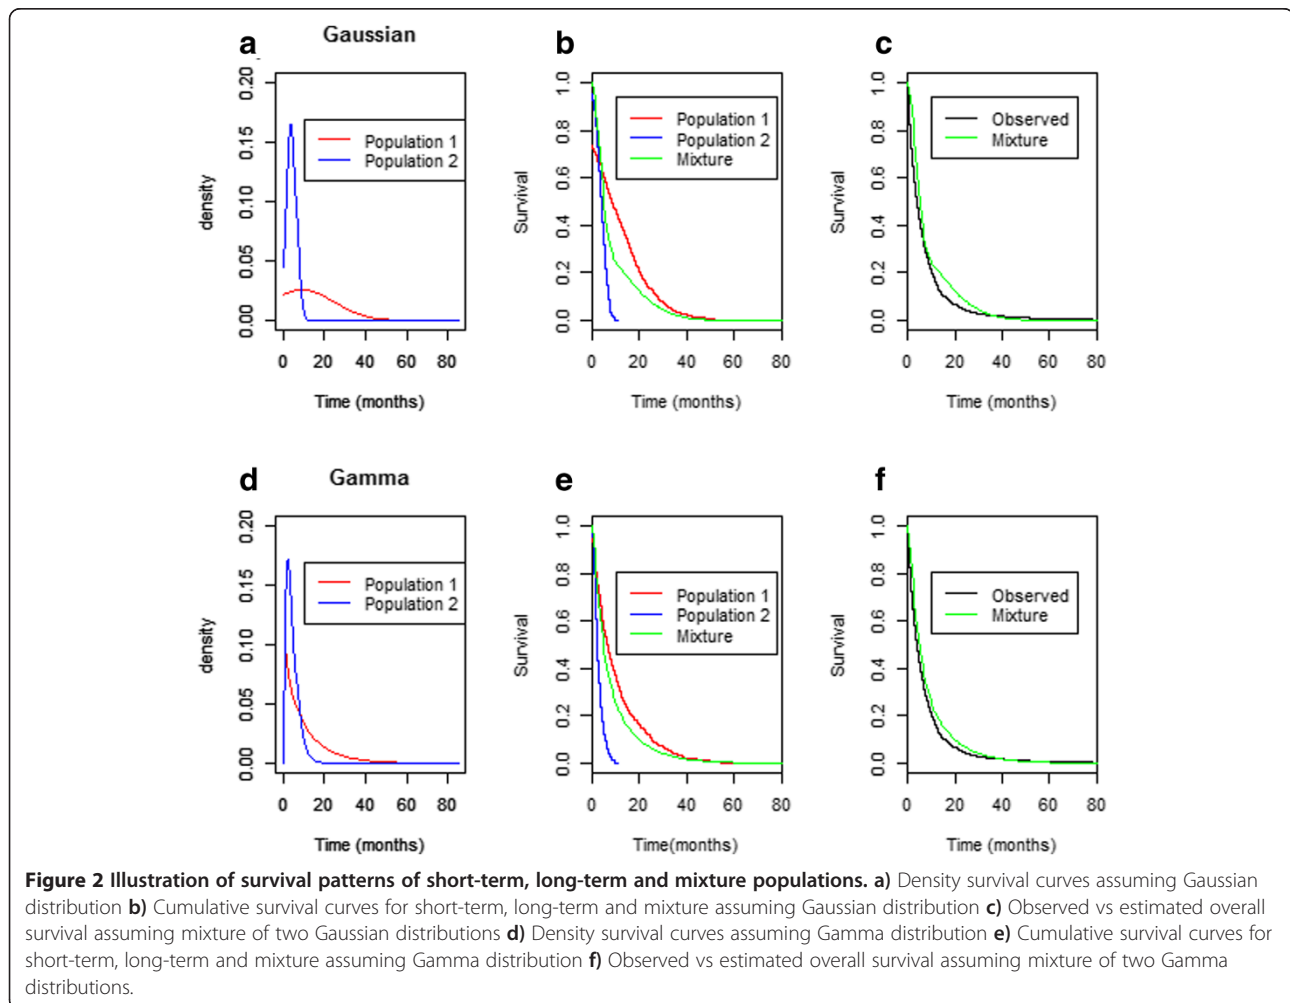 a Gaussian b c
0.20
0.15
0.10
0.05
0.00
density
Population 1
Population 2
0 20 40 60 80
Time (months)
1.0
0.8
0.6
0.4
0.2
0.0
Survival
Population 1
Population 2
Mixture
0 20 40 60 80
Time (months)
1.0
0.8
0.6
0.4
0.2
0.0
Survival
Observed
Mixture
0 20 40 60 80
Time (months)
d Gamma e f
0.20
0.15
0.10
0.05
0.00
density
Population 1
Population 2
0 20 40 60 80
Time (months)
1.0
0.8
0.6
0.4
0.2
0.0
Survival
Population 1
Population 2
Mixture
0 20 40 60 80
Time(months)
1.0
0.8
0.6
0.4
0.2
0.0
Survival
Observed
Mixture
0 20 40 60 80
Time (months)
Figure 2 Illustration of survival patterns of short-term, long-term and mixture populations. a) Density survival curves assuming Gaussian
distribution b) Cumulative survival curves for short-term, long-term and mixture assuming Gaussian distribution c) Observed vs estimated overall
survival assuming mixture of two Gaussian distributions d) Density survival curves assuming Gamma distribution e) Cumulative survival curves for
short-term, long-term and mixture assuming Gamma distribution f) Observed vs estimated overall survival assuming mixture of two Gamma
distributions.